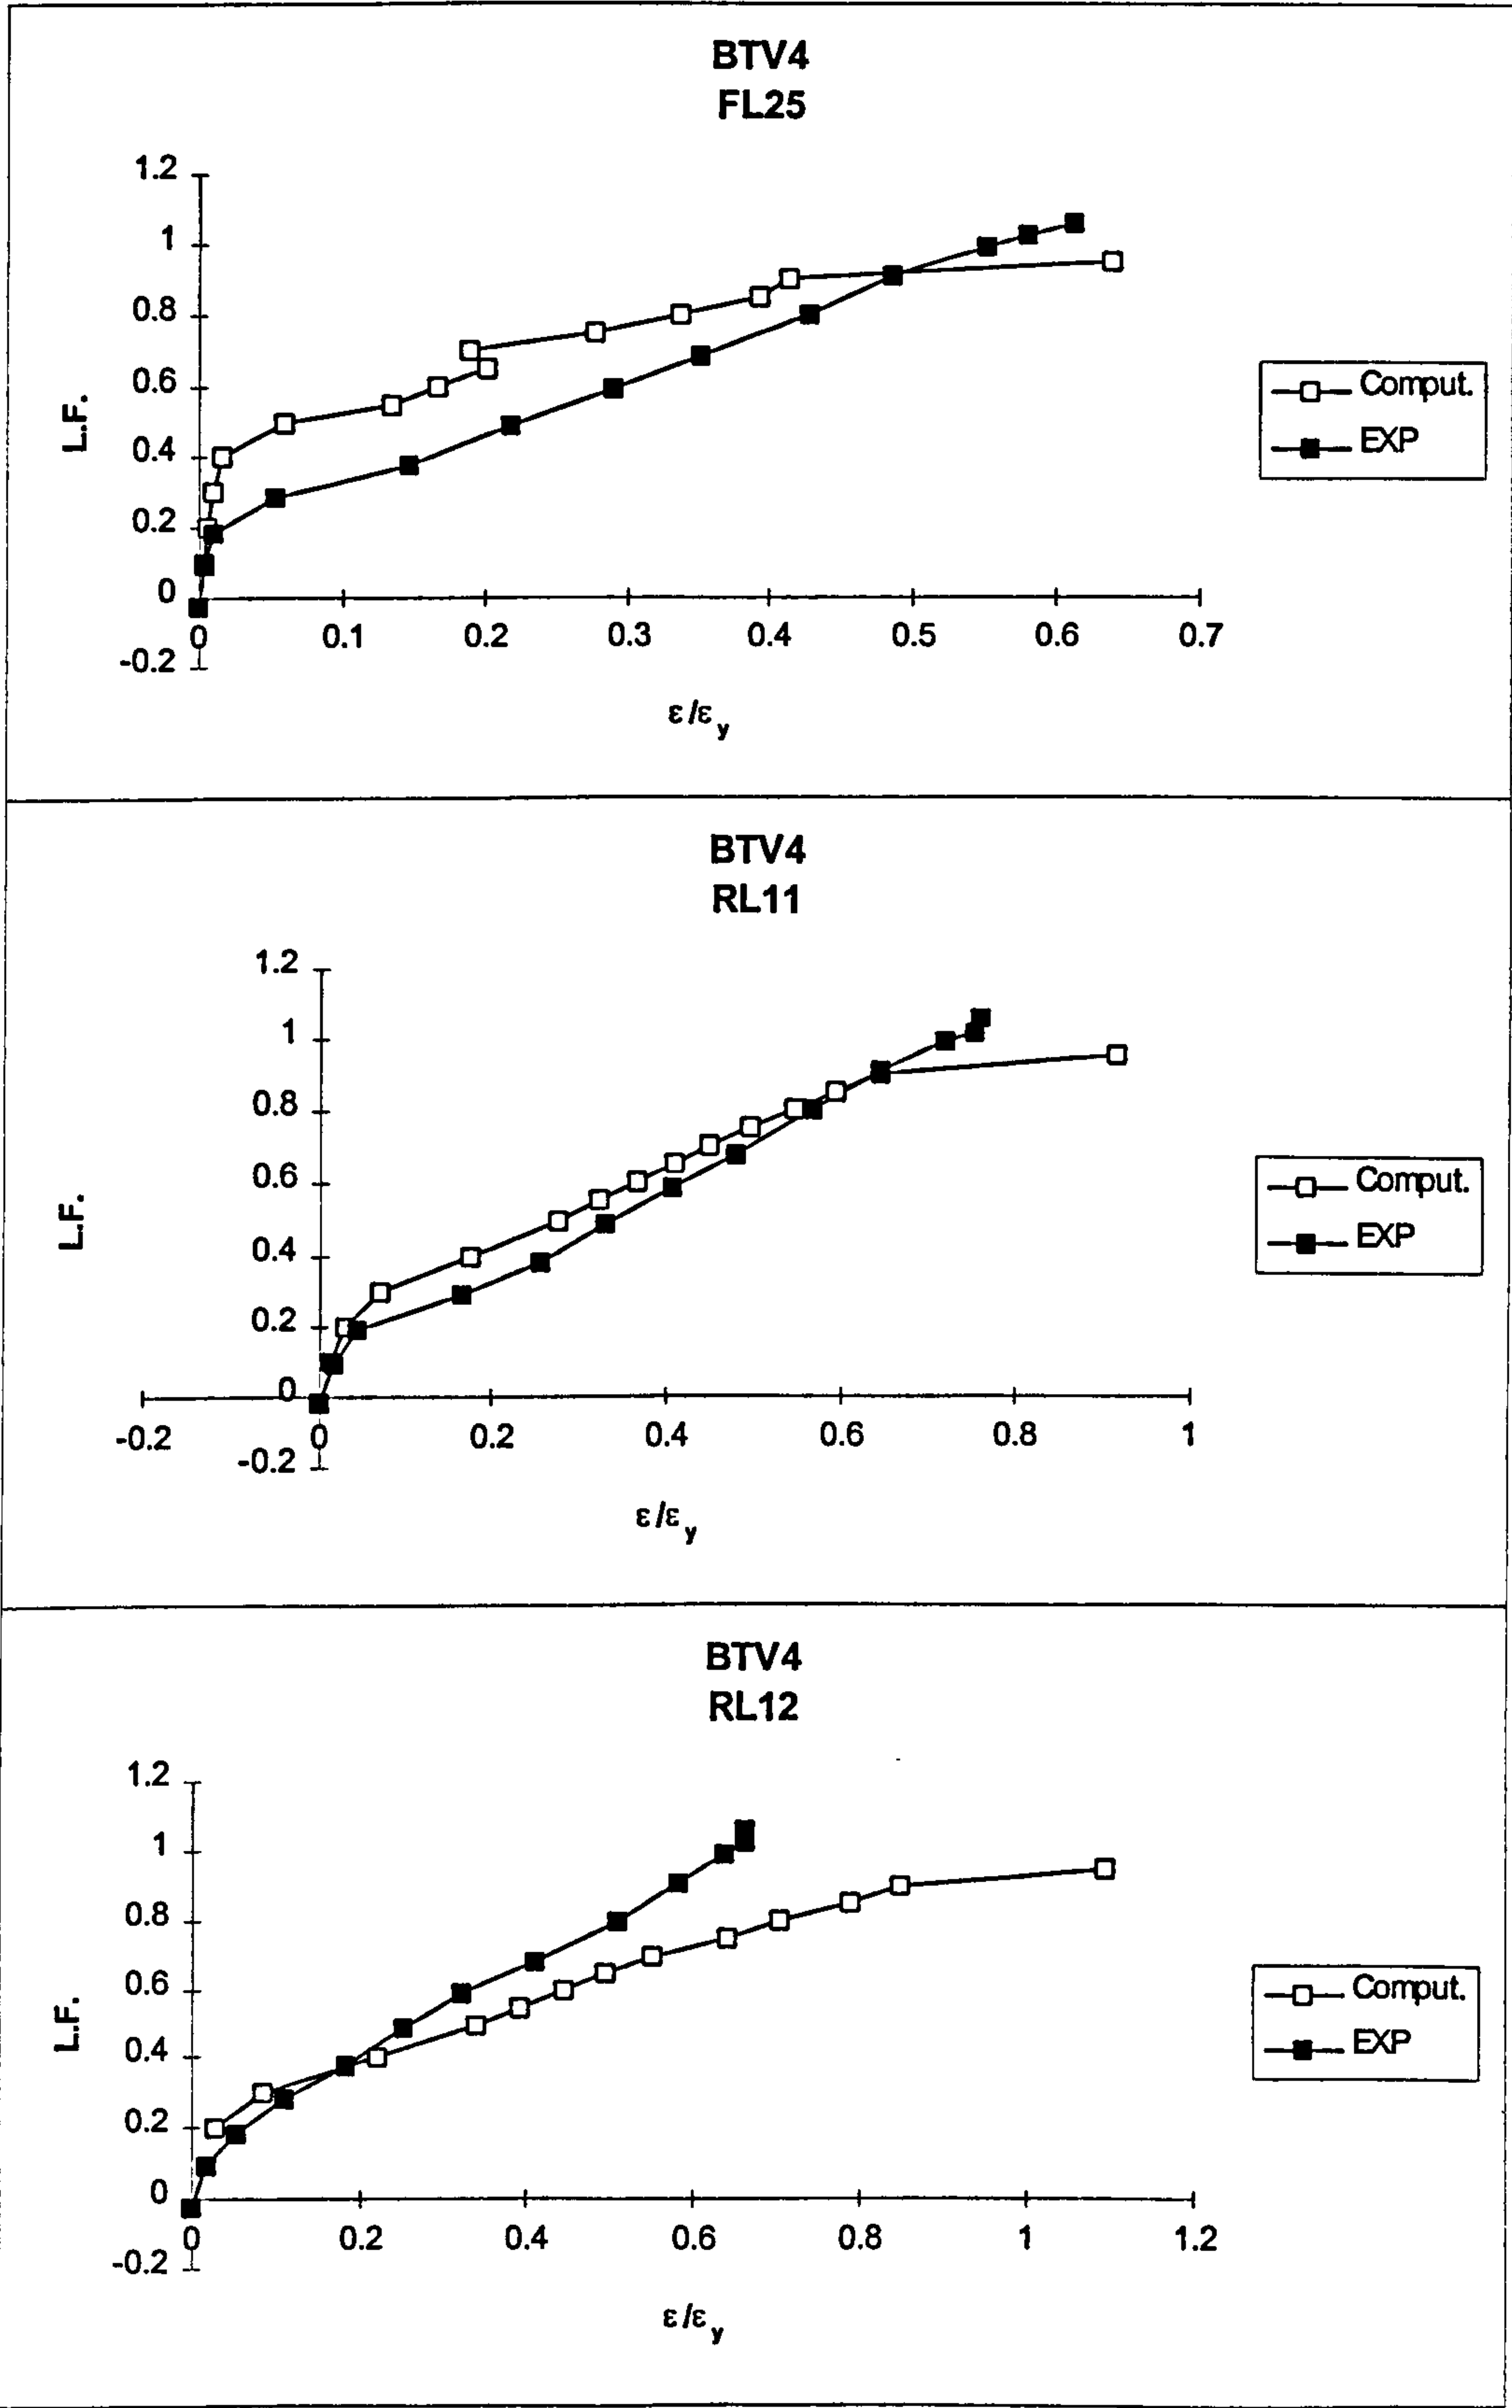 BTV4
FL25
1.2
1
0.8
0.6
0.4
0.2
0
-0.2
L.F.
0 0.1 0.2 0.3 0.4 0.5 0.6 0.7
ε/εy
Comput.
EXP
BTV4
RL11
1.2
1
0.8
0.6
0.4
0.2
0
-0.2
L.F.
-0.2 0 0.2 0.4 0.6 0.8 1
ε/εy
Comput.
EXP
BTV4
RL12
1.2
1
0.8
0.6
0.4
0.2
0
-0.2
L.F.
0 0.2 0.4 0.6 0.8 1 1.2
ε/εy
Comput.
EXP